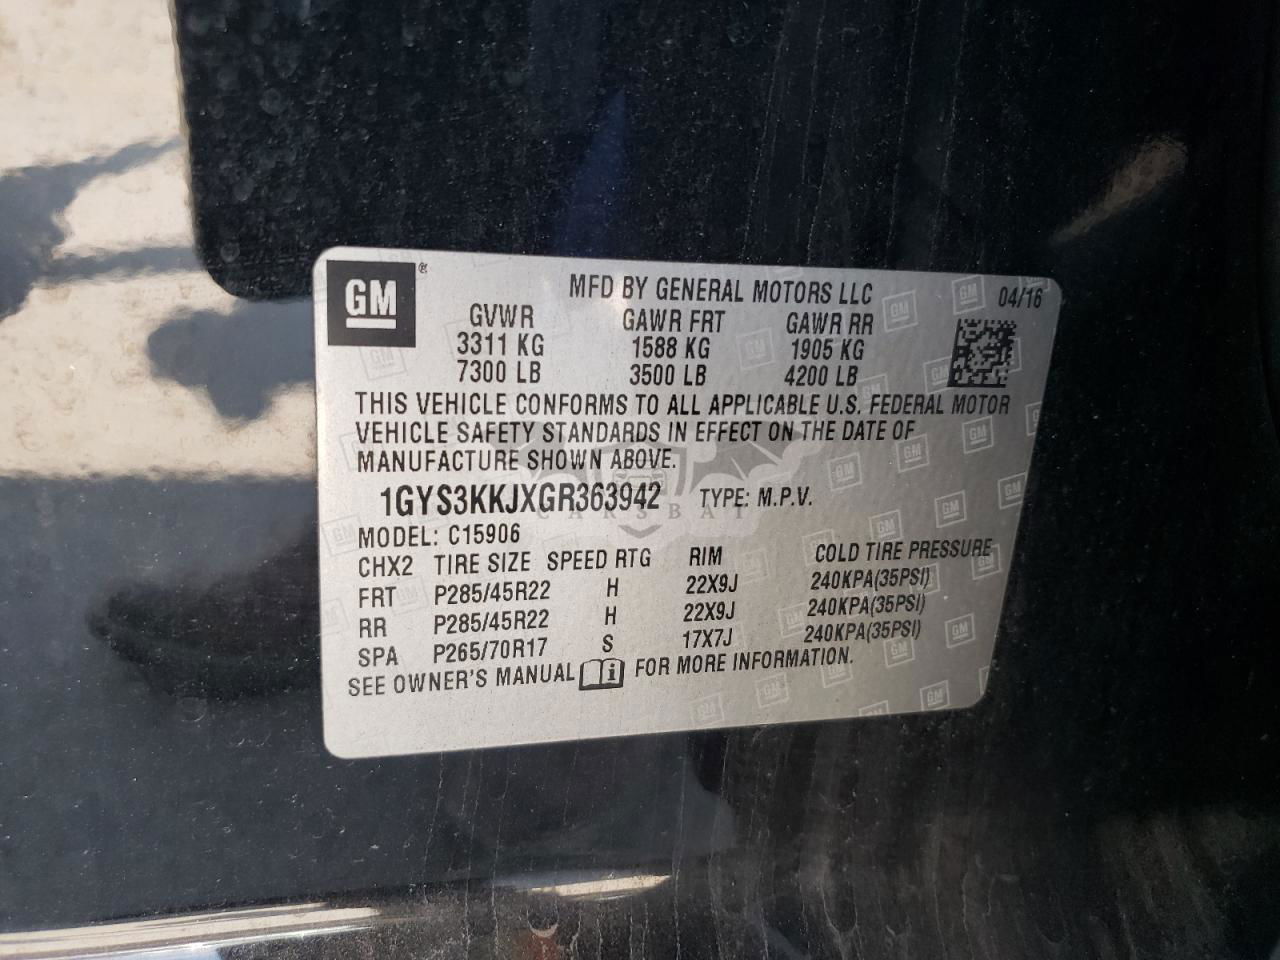 GM ®
MFD BY GENERAL MOTORS LLC 04/16
GVWR GAWR FRT GAWR RR
3311 KG 1588 KG 1905 KG
7300 LB 3500 LB 4200 LB
THIS VEHICLE CONFORMS TO ALL APPLICABLE U.S. FEDERAL MOTOR
VEHICLE SAFETY STANDARDS IN EFFECT ON THE DATE OF
MANUFACTURE SHOWN ABOVE.
1GYS3KKJXGR363942 TYPE: M.P.V.
CARSBAT
MODEL: C15906
CHX2 TIRE SIZE SPEED RTG RIM COLD TIRE PRESSURE
FRT P285/45R22 H 22X9J 240KPA(35PSI)
RR P285/45R22 H 22X9J 240KPA(35PSI)
SPA P265/70R17 S 17X7J 240KPA(35PSI)
SEE OWNER'S MANUAL i FOR MORE INFORMATION.